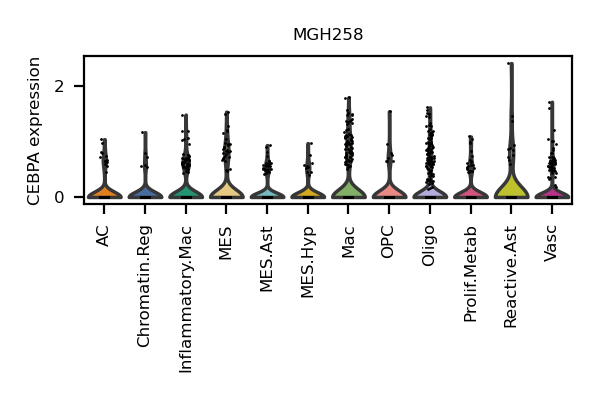 MGH258
CEBPA expression
2
0
AC
Chromatin.Reg
Inflammatory.Mac
MES
MES.Ast
MES.Hyp
Mac
OPC
Oligo
Prolif.Metab
Reactive.Ast
Vasc